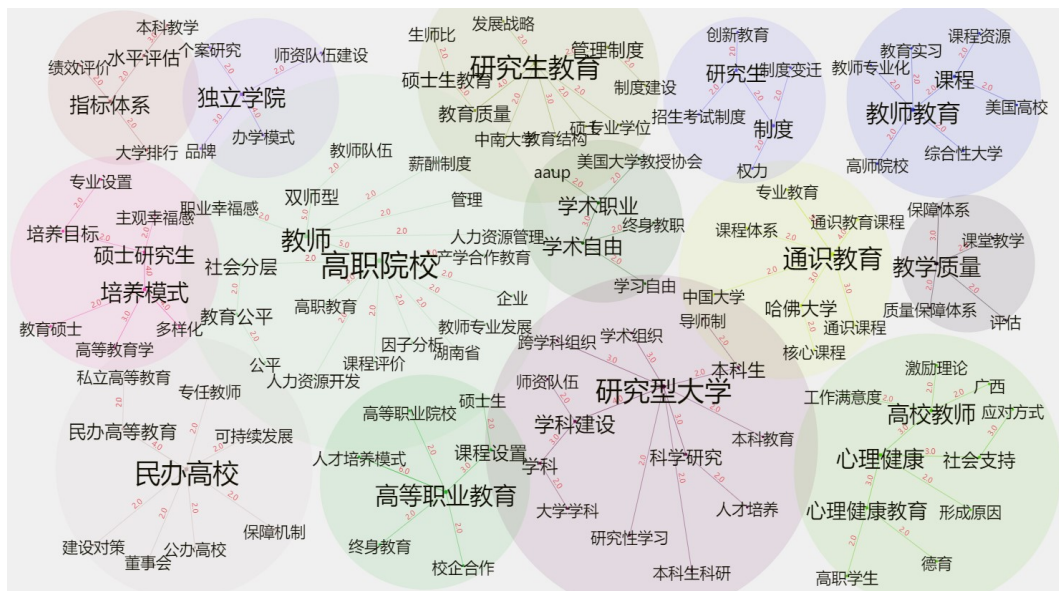 本科教学
水平评估
绩效评价
指标体系
大学排行
个案研究
师资队伍建设
独立学院
办学模式
品牌
发展战略
生师比
管理制度
研究生教育
硕士生教育
制度建设
教育质量
硕士
专业学位
中南大学
教育结构
创新教育
研究生
制度变迁
招生考试制度
制度
权力
课程资源
教育实习
教师专业化
课程
美国高校
教师教育
高师院校
综合性大学
专业设置
主观幸福感
培养目标
硕士研究生
培养模式
教育硕士
多样化
高等教育学
教师队伍
薪酬制度
双师型
管理
职业幸福感
教师
人力资源管理
产学合作教育
高职院校
社会分层
企业
高职教育
教育公平
教师专业发展
因子分析
湖南省
公平
课程评价
人力资源开发
美国大学教授协会
aaup
学术职业
终身教职
学术自由
学习自由
专业教育
通识教育课程
课程体系
通识教育
中国大学
哈佛大学
通识课程
核心课程
保障体系
课堂教学
教学质量
质量保障体系
评估
私立高等教育
专任教师
民办高等教育
可持续发展
民办高校
保障机制
建设对策
公办高校
董事会
高等职业院校
硕士生
人才培养模式
课程设置
高等职业教育
终身教育
校企合作
导师制
学术组织
跨学科组织
本科生
师资队伍
研究型大学
学科建设
本科教育
科学研究
学科
大学学科
人才培养
研究性学习
本科生科研
激励理论
广西
工作满意度
高校教师
应对方式
心理健康
社会支持
心理健康教育
形成原因
德育
高职学生